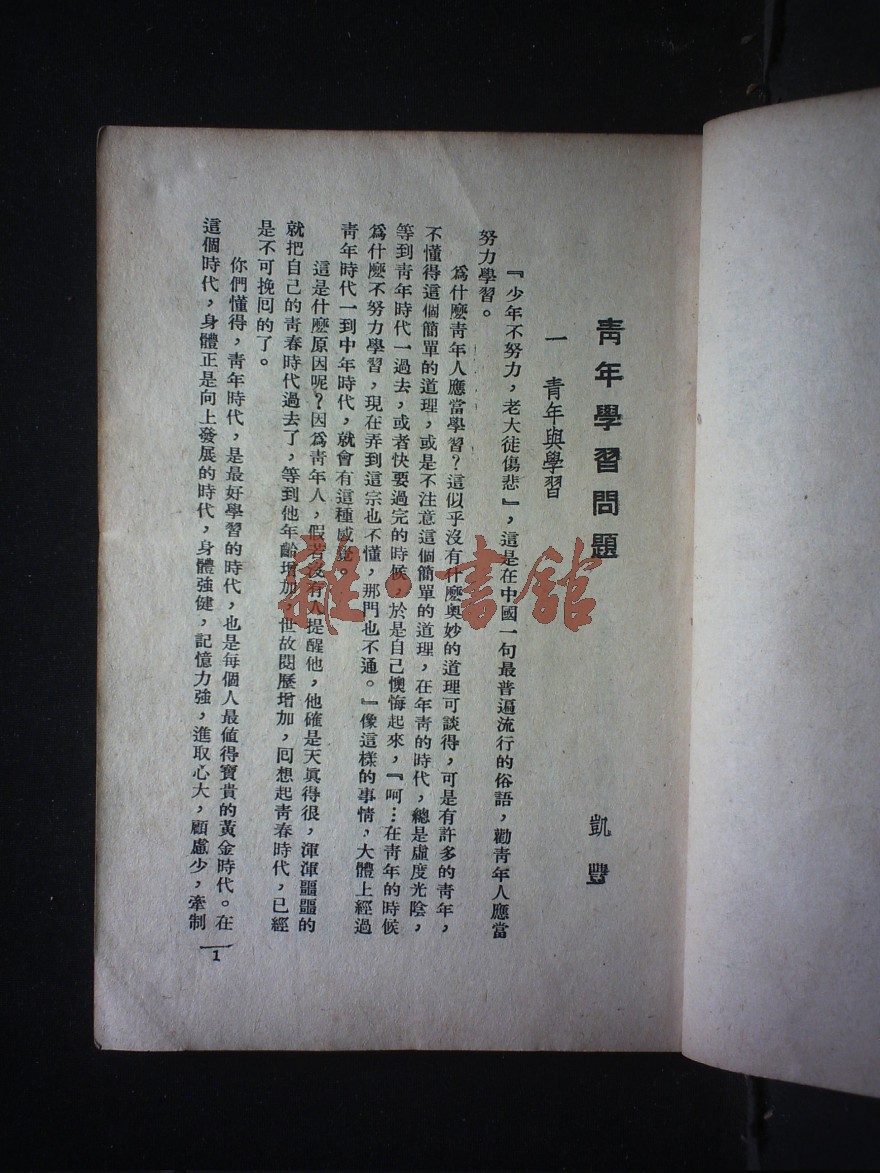 青年學習問題
凱豐
一　青年與學習
『少年不努力，老大徒傷悲』，這是在中國一句最普遍流行的俗語，勸青年人應當
努力學習。
爲什麽青年人應當學習？這似乎沒有什麽奧妙的道理可談得，可是有許多的青年，
不懂得這個簡單的道理，或是不注意這個簡單的道理，在年青的時代，總是虛度光陰，
等到青年時代一過去，或者快要過完的時候，於是自己懊悔起來，『呵…在青年的時候
爲什麽不努力學習，現在弄到這宗也不懂，那門也不通。』像這樣的事情，大體上經過
青年時代一到中年時代，就會有這種感覺。
這是什麽原因呢？因爲青年人，假若沒有人提醒他，他確是天眞得很，渾渾噩噩的
就把自己的青春時代過去了，等到他年齡增加，世故閱歷增加，囘想起青春時代，已經
是不可挽囘的了。
你們懂得，青年時代，是最好學習的時代，也是每個人最值得寶貴的黃金時代。在
這個時代，身體正是向上發展的時代，身體強健，記憶力強，進取心大，顧慮少，牽制
1
雜·書館